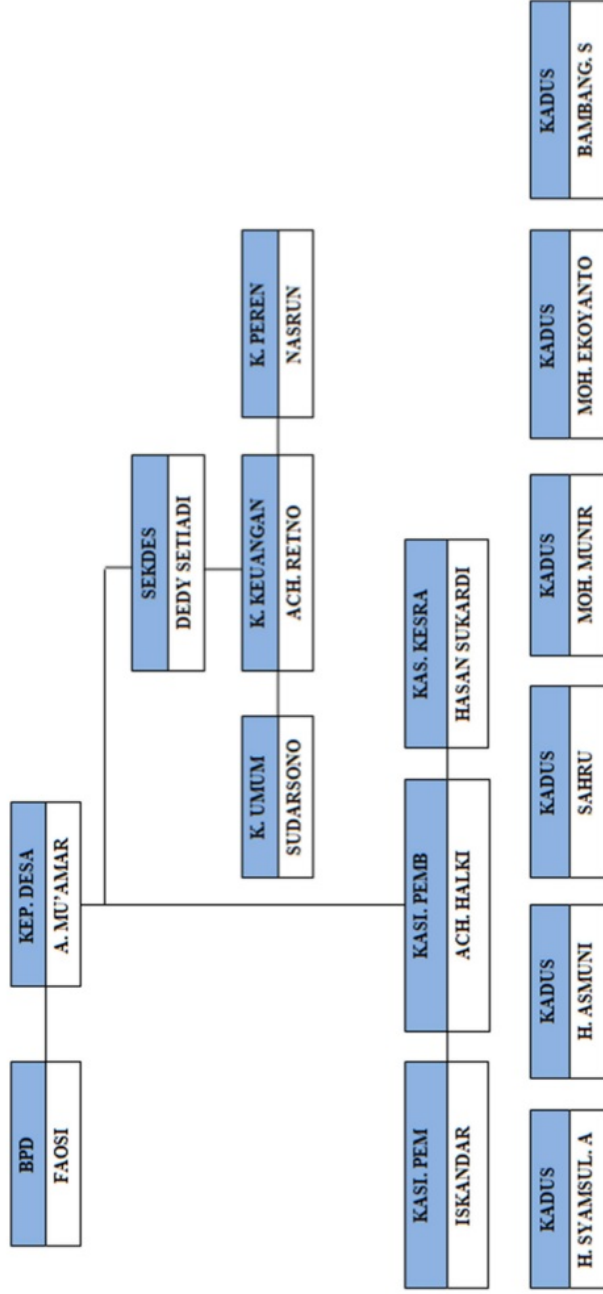 BPD
FAOSI
KEP. DESA
A. MU'AMAR
SEKDES
DEDY SETIADI
K. UMUM
SUDARSONO
K. KEUANGAN
ACH. RETNO
K. PEREN
NASRUN
KASI. PEM
ISKANDAR
KASI. PEMB
ACH. HALKI
KAS. KESRA
HASAN SUKARDI
KADUS
H. SYAMSUL. A
KADUS
H. ASMUNI
KADUS
SAHRU
KADUS
MOH. MUNIR
KADUS
MOH. EKOYANTO
KADUS
BAMBANG. S